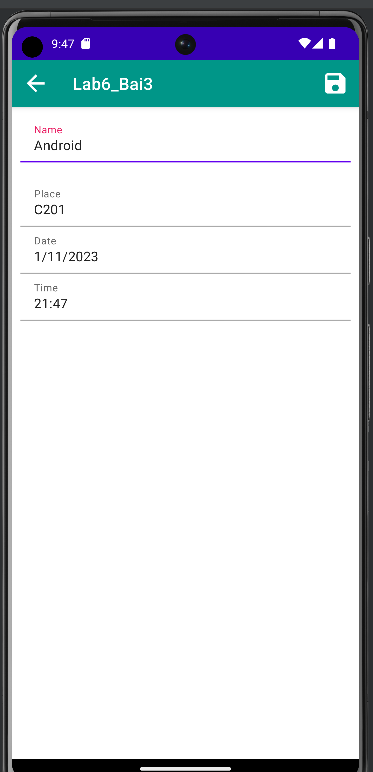 9:47
Lab6_Bai3
Name
Android
Place
C201
Date
1/11/2023
Time
21:47